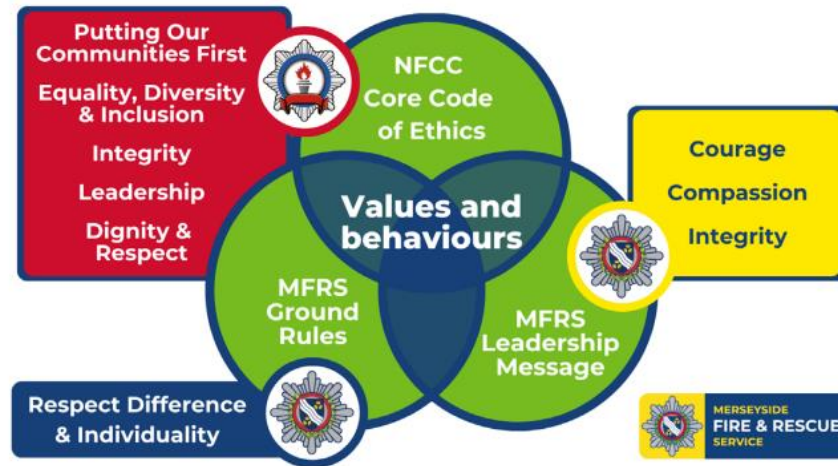 Putting Our
Communities First
Equality, Diversity
& Inclusion
Integrity
Leadership
Dignity &
Respect
NFCC
Core Code
of Ethics
Courage
Compassion
Integrity
Values and
behaviours
MFRS
Ground
Rules
MFRS
Leadership
Message
Respect Difference
& Individuality
MERSEYSIDE
FIRE & RESCUE
SERVICE